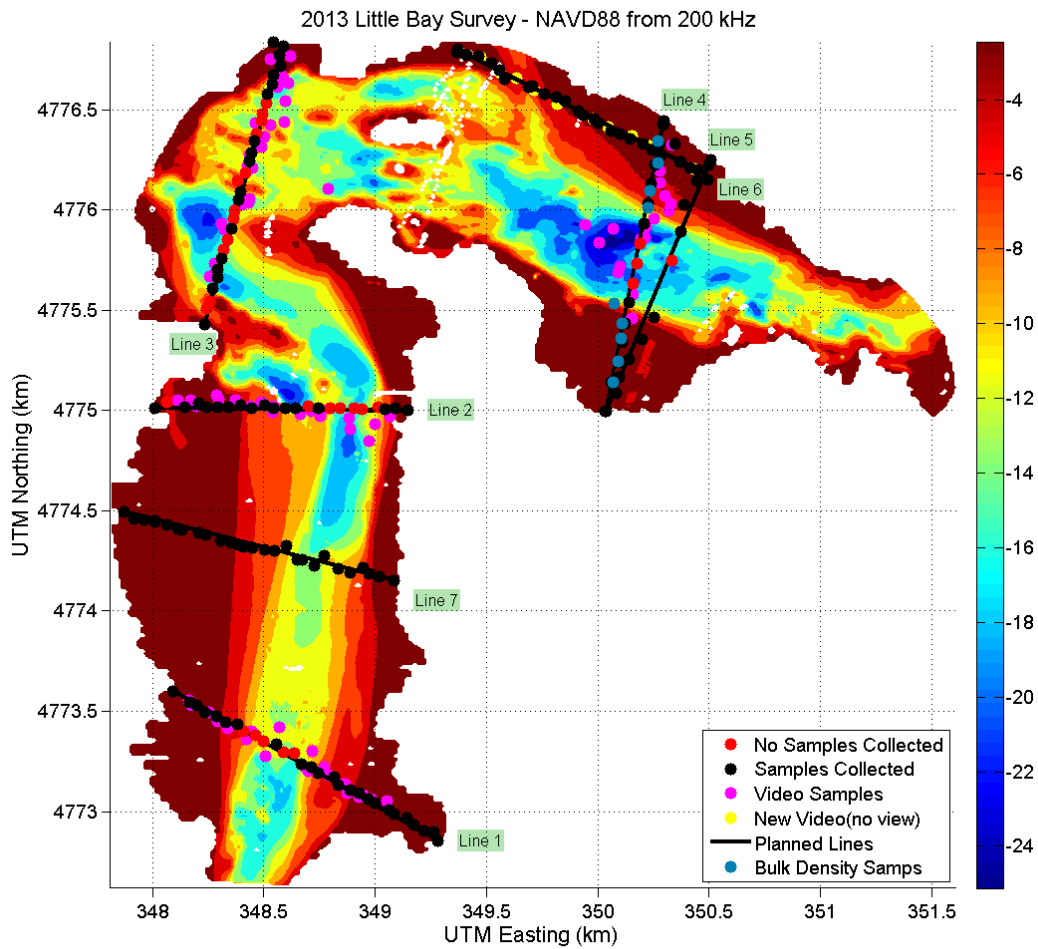 2013 Little Bay Survey - NAVD88 from 200 kHz
4776.5
4776
4775.5
4775
4774.5
4774
4773.5
4773
UTM Northing (km)
Line 4
Line 5
Line 6
Line 3
Line 2
Line 7
Line 1
No Samples Collected
Samples Collected
Video Samples
New Video(no view)
Planned Lines
Bulk Density Samps
348
348.5
349
349.5
350
350.5
351
351.5
UTM Easting (km)
-4
-6
-8
-10
-12
-14
-16
-18
-20
-22
-24